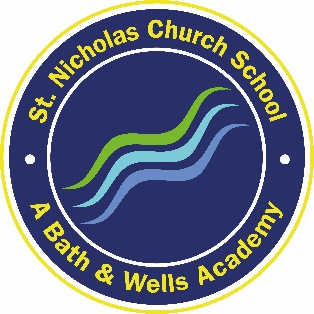 St. Nicholas Church School
A Bath & Wells Academy